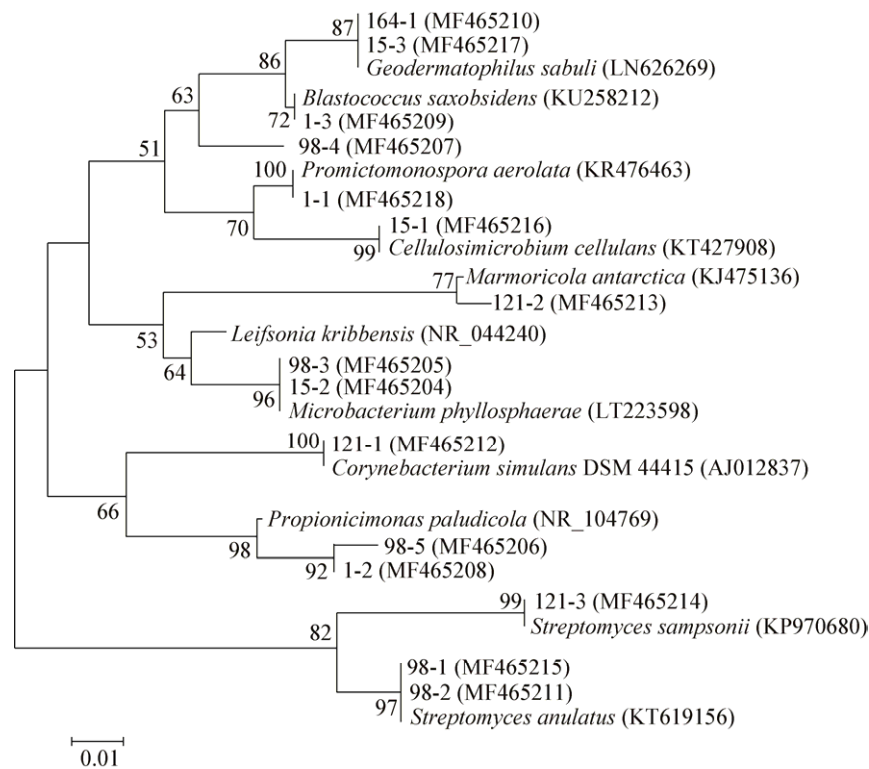 164-1 (MF465210)
87
15-3 (MF465217)
86
Geodermatophilus sabuli (LN626269)
63
Blastococcus saxobsidens (KU258212)
72
1-3 (MF465209)
51
98-4 (MF465207)
100
Promictomonospora aerolata (KR476463)
1-1 (MF465218)
70
15-1 (MF465216)
99
Cellulosimicrobium cellulans (KT427908)
77
Marmoricola antarctica (KJ475136)
121-2 (MF465213)
53
Leifsonia kribbensis (NR_044240)
64
98-3 (MF465205)
15-2 (MF465204)
96
Microbacterium phyllosphaerae (LT223598)
100
121-1 (MF465212)
Corynebacterium simulans DSM 44415 (AJ012837)
66
Propionicimonas paludicola (NR_104769)
98
98-5 (MF465206)
92
1-2 (MF465208)
99
121-3 (MF465214)
82
Streptomyces sampsonii (KP970680)
98-1 (MF465215)
98-2 (MF465211)
97
Streptomyces anulatus (KT619156)
0.01